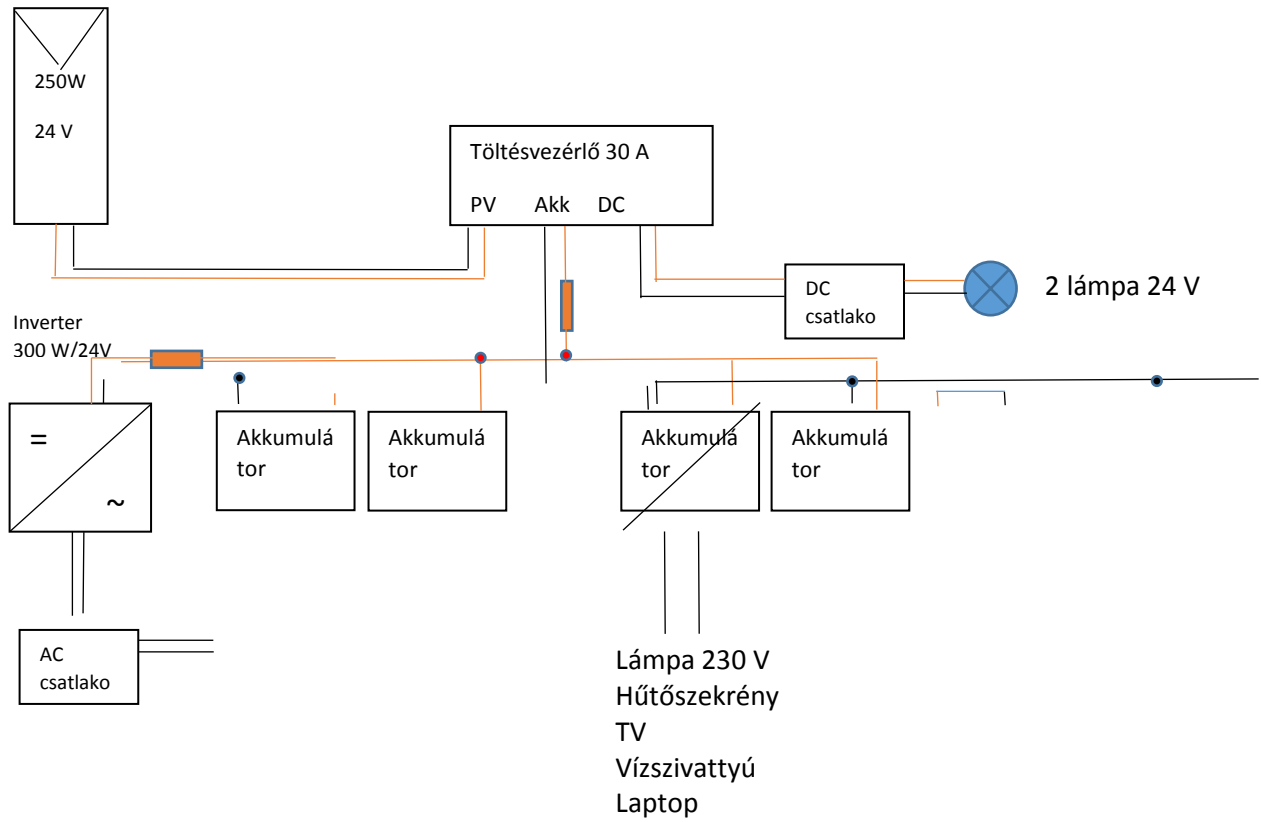 250W
24 V
Töltésvezérlő 30 A
PV Akk DC
DC
csatlako
2 lámpa 24 V
Inverter
300 W/24V
=
~
Akkumulá
tor
Akkumulá
tor
Akkumulá
tor
Akkumulá
tor
AC
csatlako
Lámpa 230 V
Hűtőszekrény
TV
Vízszivattyú
Laptop